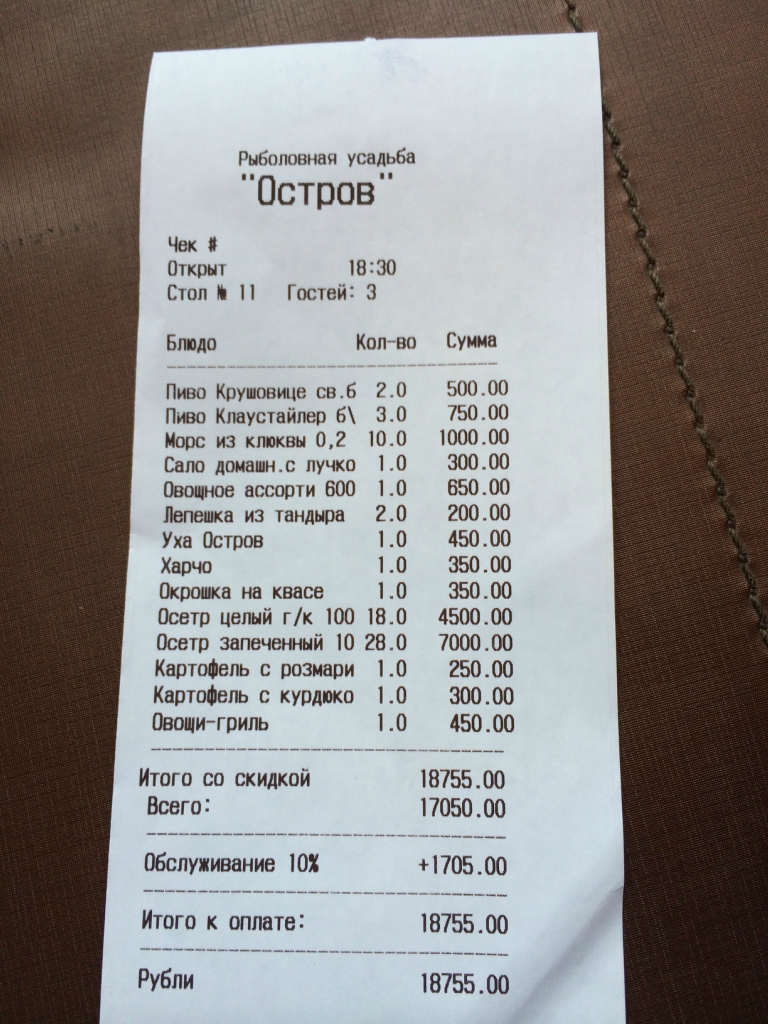 Рыболовная усадьба
"Остров"
Чек #
Открыт 18:30
Стол № 11 Гостей: 3
Блюдо Кол-во Сумма
Пиво Крушовице св.б 2.0 500.00
Пиво Клаустайлер б\ 3.0 750.00
Морс из клюквы 0,2 10.0 1000.00
Сало домашн.с лучко 1.0 300.00
Овощное ассорти 600 1.0 650.00
Лепешка из тандыра 2.0 200.00
Уха Остров 1.0 450.00
Харчо 1.0 350.00
Окрошка на квасе 1.0 350.00
Осетр целый г/к 100 18.0 4500.00
Осетр запеченный 10 28.0 7000.00
Картофель с розмари 1.0 250.00
Картофель с курдюко 1.0 300.00
Овощи-гриль 1.0 450.00
Итого со скидкой 18755.00
Всего: 17050.00
Обслуживание 10% +1705.00
Итого к оплате: 18755.00
Рубли 18755.00